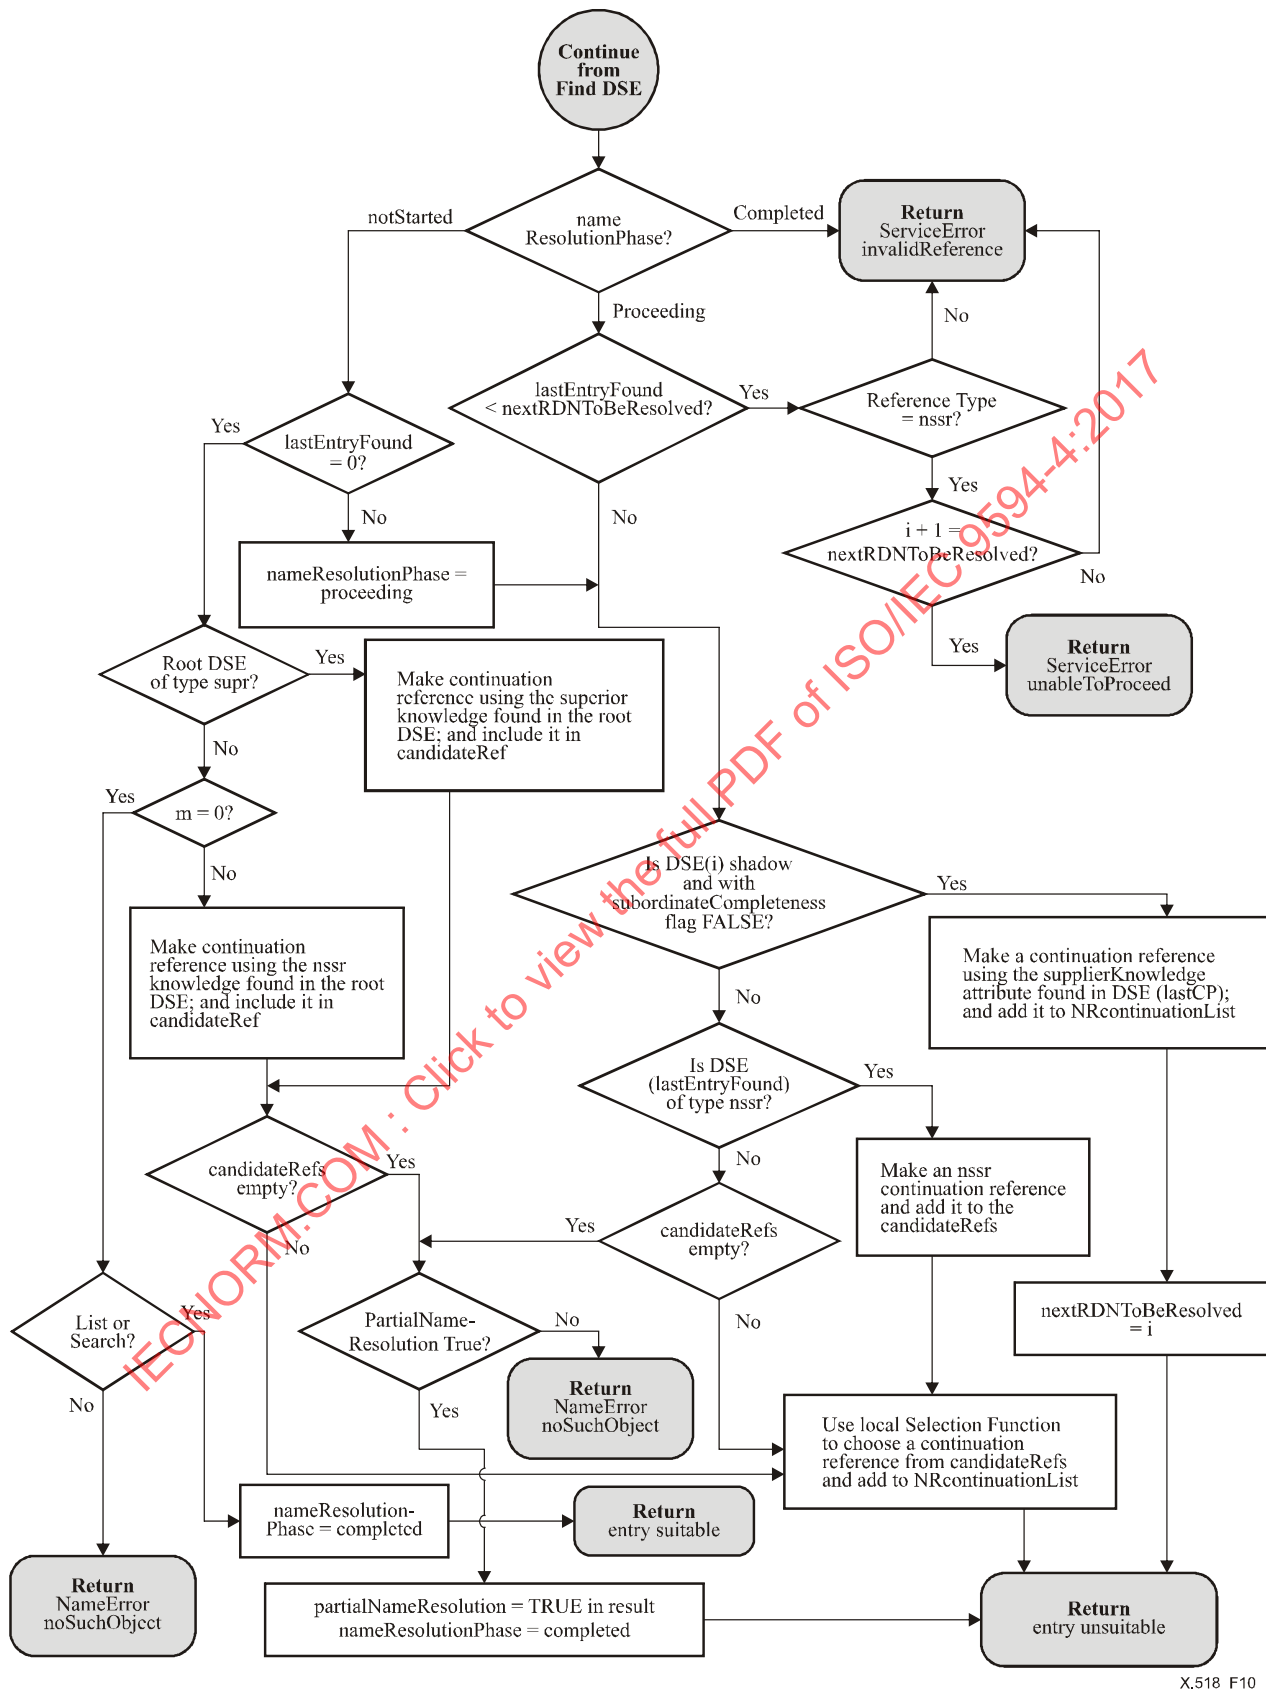 Continue
from
Find DSE
notStarted
name
ResolutionPhase?
Completed
Return
ServiceError
invalidReference
Proceeding
No
lastEntryFound
< nextRDNToBeResolved?
Yes
Reference Type
= nssr?
Yes
lastEntryFound
= 0?
No
No
Yes
i + 1 =
nextRDNToBeResolved?
No
nameResolutionPhase =
proceeding
Yes
Return
ServiceError
unableToProceed
Root DSE
of type supr?
Yes
Make continuation
reference using the superior
knowledge found in the root
DSE; and include it in
candidateRef
No
Yes
m = 0?
No
Is DSE(i) shadow
and with
subordinateCompleteness
flag FALSE?
Yes
Make continuation
reference using the nssr
knowledge found in the root
DSE; and include it in
candidateRef
Make a continuation reference
using the supplierKnowledge
attribute found in DSE (lastCP);
and add it to NRcontinuationList
No
Is DSE
(lastEntryFound)
of type nssr?
Yes
No
candidateRefs
empty?
Yes
No
Make an nssr
continuation reference
and add it to the
candidateRefs
Yes
candidateRefs
empty?
No
nextRDNToBeResolved
= i
List or
Search?
Yes
No
PartialName-
Resolution True?
No
Return
NameError
noSuchObject
Yes
Use local Selection Function
to choose a continuation
reference from candidateRefs
and add to NRcontinuationList
nameResolution-
Phase = completed
Return
entry suitable
Return
NameError
noSuchObject
partialNameResolution = TRUE in result
nameResolutionPhase = completed
Return
entry unsuitable
X.518_F10
IECNORM.COM : Click to view the full PDF of ISO/IEC 9594-4:2017